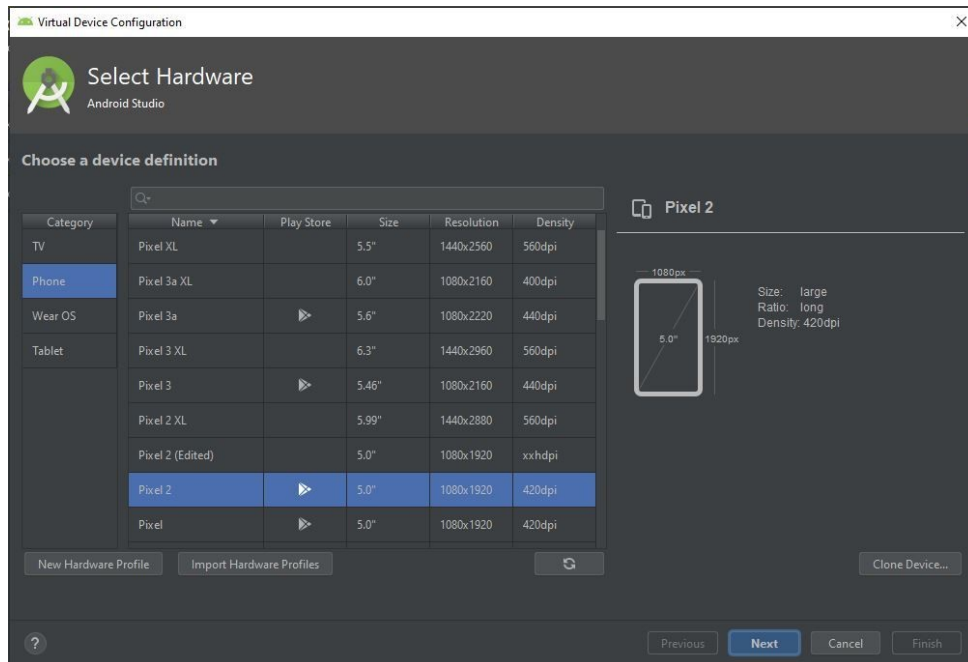 Virtual Device Configuration
Select Hardware
Android Studio
Choose a device definition
Category
TV
Phone
Wear OS
Tablet
Name Play Store Size Resolution Density
Pixel XL 5.5" 1440x2560 560dpi
Pixel 3a XL 6.0" 1080x2160 400dpi
Pixel 3a 5.6" 1080x2220 440dpi
Pixel 3 XL 6.3" 1440x2960 560dpi
Pixel 3 5.46" 1080x2160 440dpi
Pixel 2 XL 5.99" 1440x2880 560dpi
Pixel 2 (Edited) 5.0" 1080x1920 xxhdpi
Pixel 2 5.0" 1080x1920 420dpi
Pixel 5.0" 1080x1920 420dpi
New Hardware Profile Import Hardware Profiles
Pixel 2
1080px
5.0" 1920px
Size: large
Ratio: long
Density: 420dpi
Clone Device...
? Previous Next Cancel Finish